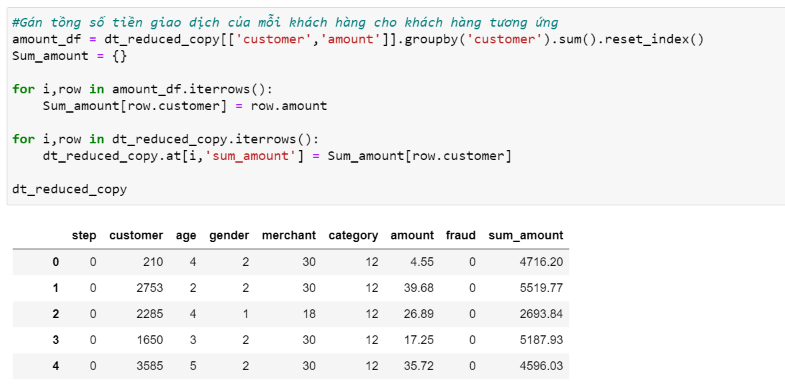 #Gán tổng số tiền giao dịch của mỗi khách hàng cho khách hàng tương ứng
amount_df = dt_reduced_copy[['customer','amount']].groupby('customer').sum().reset_index()
Sum_amount = {}
for i,row in amount_df.iterrows():
    Sum_amount[row.customer] = row.amount
for i,row in dt_reduced_copy.iterrows():
    dt_reduced_copy.at[i,'sum_amount'] = Sum_amount[row.customer]
dt_reduced_copy
step customer age gender merchant category amount fraud sum_amount
0 0 210 4 2 30 12 4.55 0 4716.20
1 0 2753 2 2 30 12 39.68 0 5519.77
2 0 2285 4 1 18 12 26.89 0 2693.84
3 0 1650 3 2 30 12 17.25 0 5187.93
4 0 3585 5 2 30 12 35.72 0 4596.03